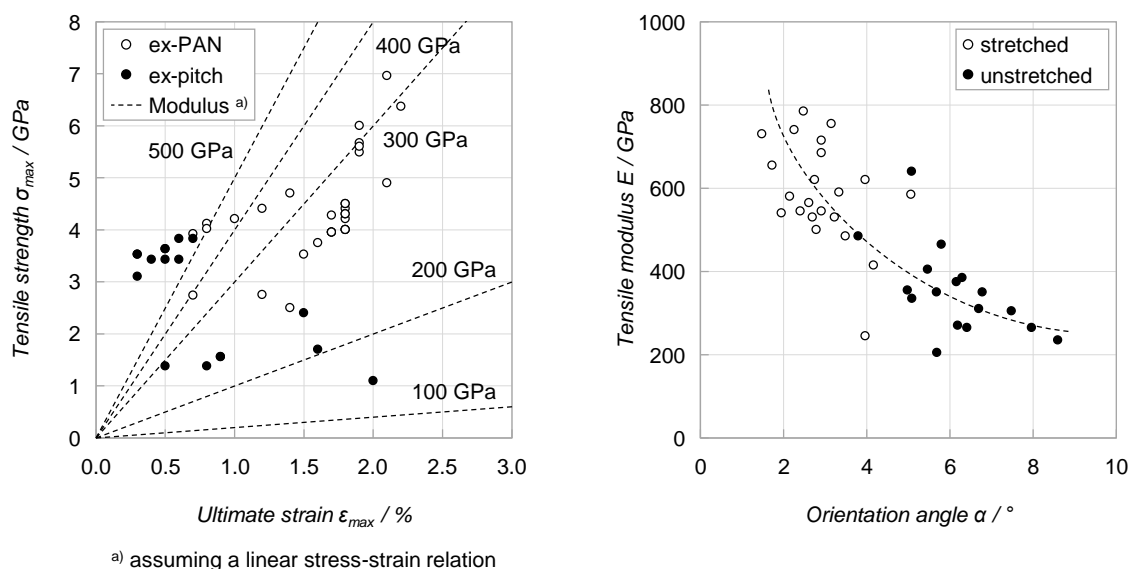 8
7
6
5
4
3
2
1
0
Tensile strength σmax / GPa
ex-PAN
ex-pitch
Modulus a)
400 GPa
500 GPa
300 GPa
200 GPa
100 GPa
0.0 0.5 1.0 1.5 2.0 2.5 3.0
Ultimate strain εmax / %
a) assuming a linear stress-strain relation
1000
800
600
400
200
0
Tensile modulus E / GPa
stretched
unstretched
0 2 4 6 8 10
Orientation angle α / °